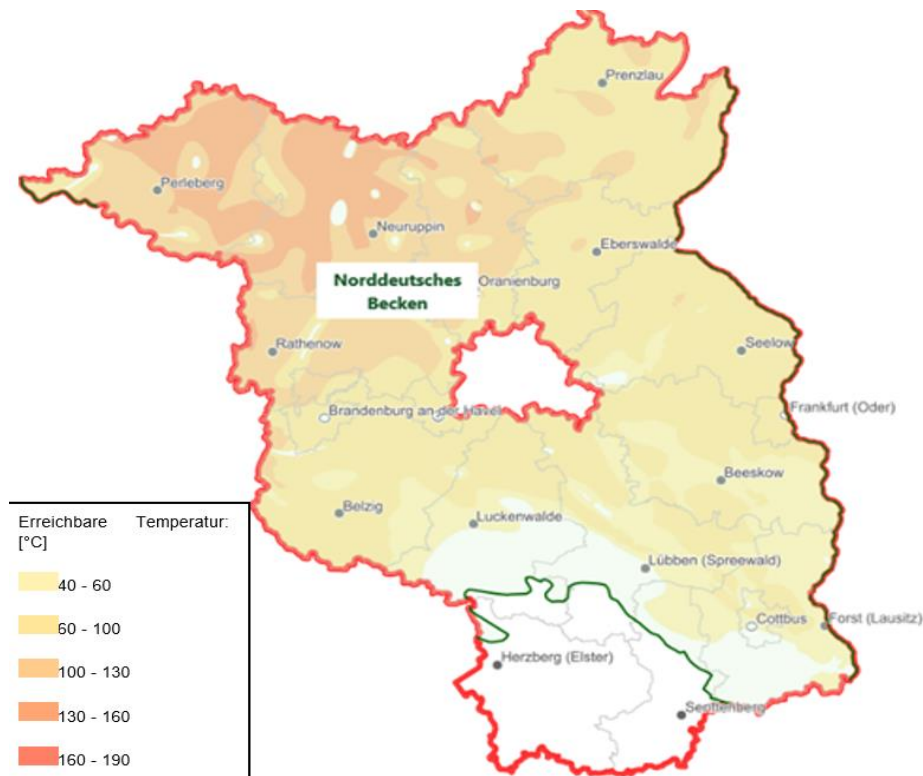 Prenzlau
Perleberg
Neuruppin
Eberswalde
Norddeutsches
Becken
Oranienburg
Rathenow
Seelow
Brandenburg an der Havel
Frankfurt (Oder)
Beeskow
Belzig
Luckenwalde
Lübben (Spreewald)
Cottbus
Forst (Lausitz)
Herzberg (Elster)
Senftenberg
Erreichbare Temperatur:
[°C]
40 - 60
60 - 100
100 - 130
130 - 160
160 - 190